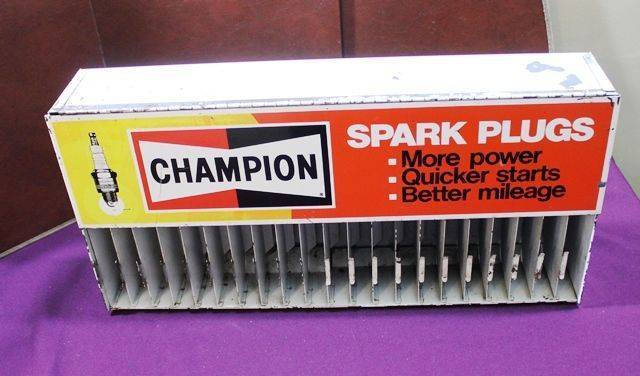 CHAMPION
SPARK PLUGS
More power
Quicker starts
Better mileage